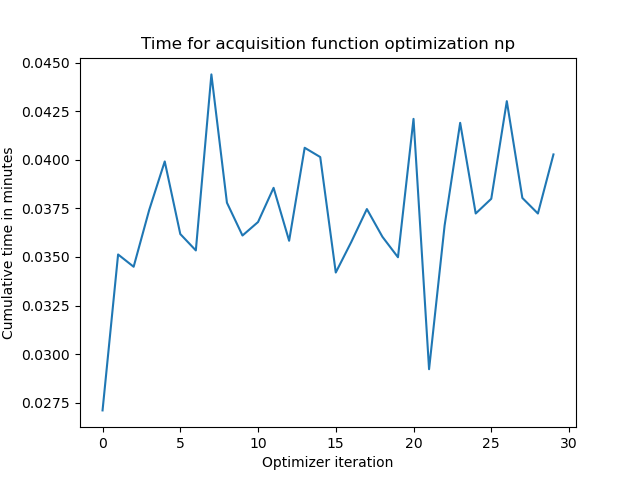 Time for acquisition function optimization np
Cumulative time in minutes
0.0450
0.0425
0.0400
0.0375
0.0350
0.0325
0.0300
0.0275
0 5 10 15 20 25 30
Optimizer iteration